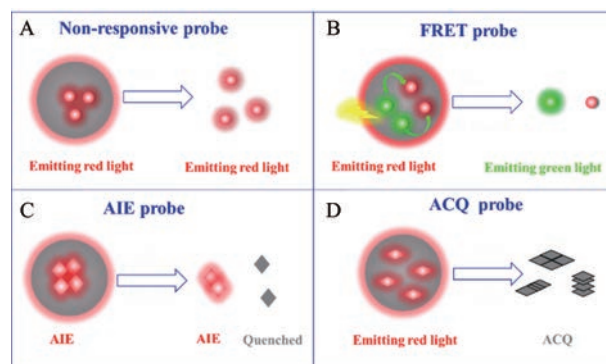 A Non-responsive probe
Emitting red light Emitting red light
B FRET probe
Emitting red light Emitting green light
C AIE probe
AIE AIE Quenched
D ACQ probe
Emitting red light ACQ